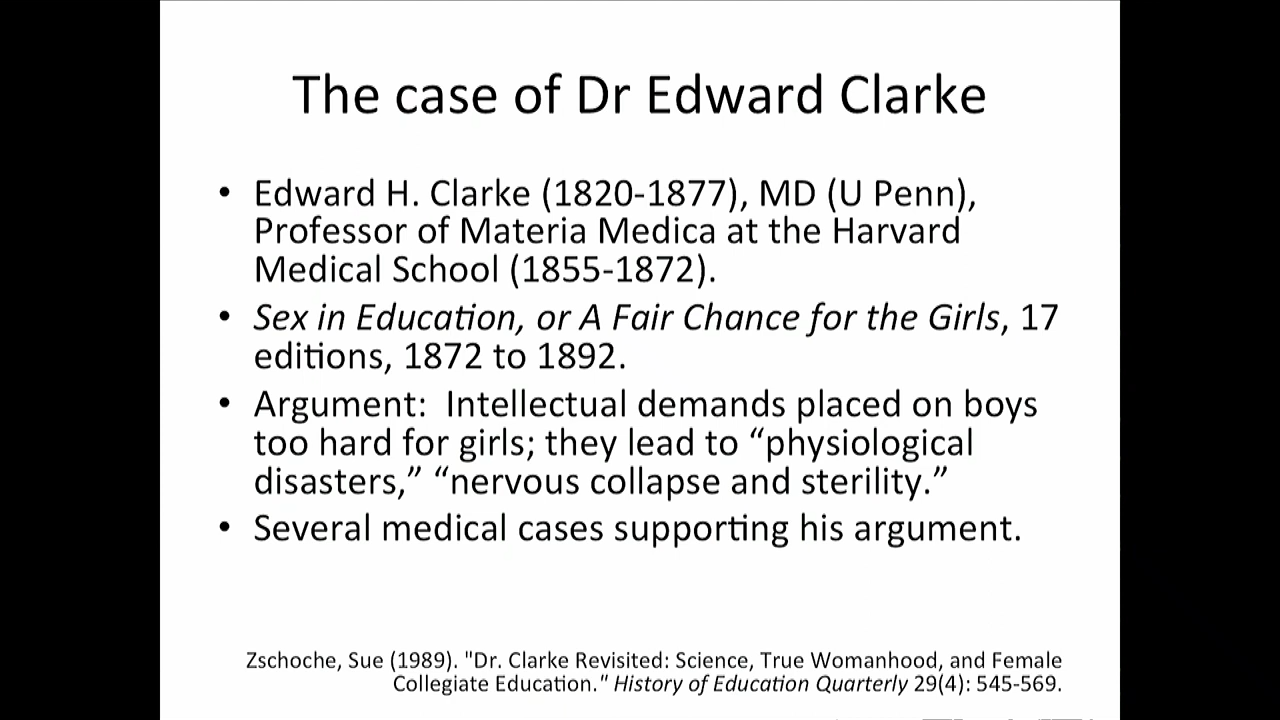 The case of Dr Edward Clarke
• Edward H. Clarke (1820-1877), MD (U Penn),
Professor of Materia Medica at the Harvard
Medical School (1855-1872).
• Sex in Education, or A Fair Chance for the Girls, 17
editions, 1872 to 1892.
• Argument:  Intellectual demands placed on boys
too hard for girls; they lead to “physiological
disasters,” “nervous collapse and sterility.”
• Several medical cases supporting his argument.
Zschoche, Sue (1989). "Dr. Clarke Revisited: Science, True Womanhood, and Female
Collegiate Education." History of Education Quarterly 29(4): 545-569.